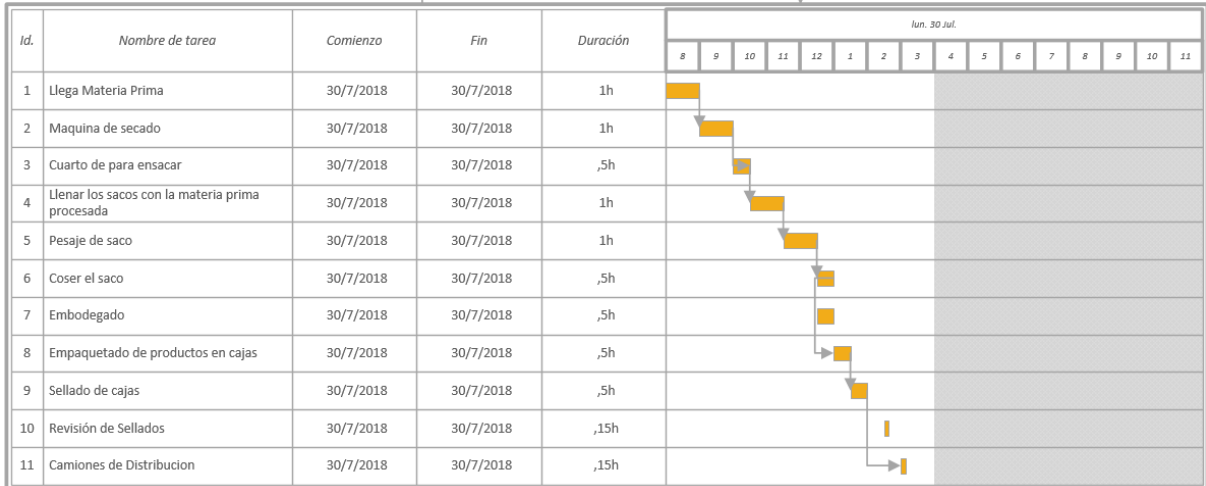 lun. 30 Jul.
Id. Nombre de tarea Comienzo Fin Duración
8 9 10 11 12 1 2 3 4 5 6 7 8 9 10 11
1 Llega Materia Prima 30/7/2018 30/7/2018 1h
2 Maquina de secado 30/7/2018 30/7/2018 1h
3 Cuarto de para ensacar 30/7/2018 30/7/2018 ,5h
4 Llenar los sacos con la materia prima
procesada 30/7/2018 30/7/2018 1h
5 Pesaje de saco 30/7/2018 30/7/2018 1h
6 Coser el saco 30/7/2018 30/7/2018 ,5h
7 Embodegado 30/7/2018 30/7/2018 ,5h
8 Empaquetado de productos en cajas 30/7/2018 30/7/2018 ,5h
9 Sellado de cajas 30/7/2018 30/7/2018 ,5h
10 Revisión de Sellados 30/7/2018 30/7/2018 ,15h
11 Camiones de Distribucion 30/7/2018 30/7/2018 ,15h